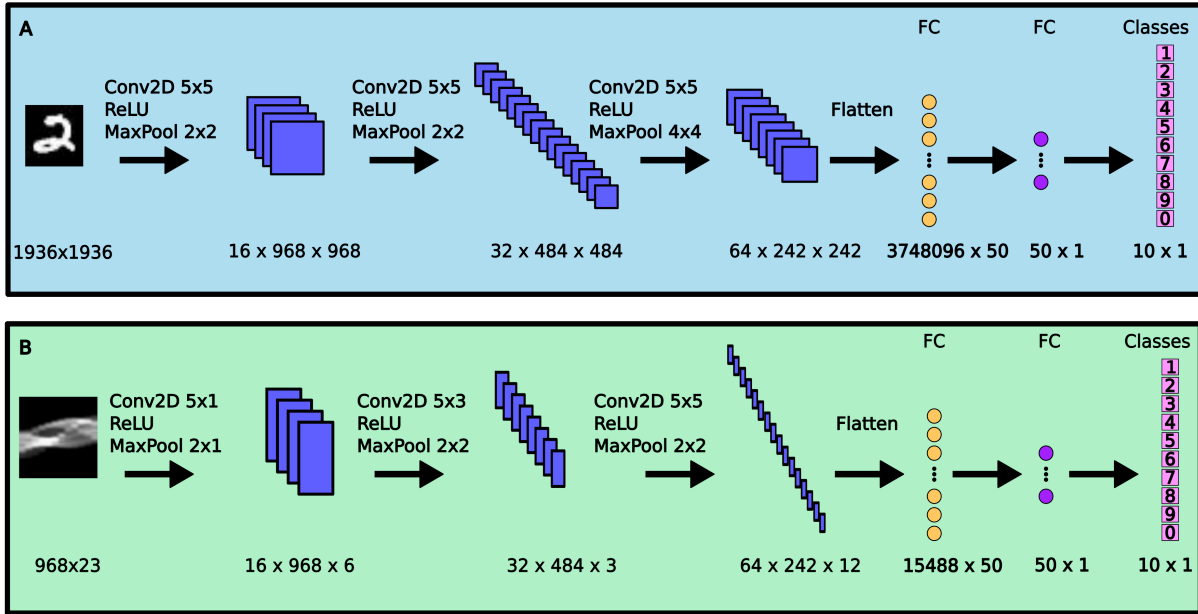 A
FC
FC
Classes
Conv2D 5x5
ReLU
MaxPool 2x2
Conv2D 5x5
ReLU
MaxPool 2x2
Conv2D 5x5
ReLU
MaxPool 4x4
Flatten
1
2
3
4
5
6
7
8
9
0
2
1936x1936
16 x 968 x 968
32 x 484 x 484
64 x 242 x 242
3748096 x 50
50 x 1
10 x 1
B
FC
FC
Classes
Conv2D 5x1
ReLU
MaxPool 2x1
Conv2D 5x3
ReLU
MaxPool 2x2
Conv2D 5x5
ReLU
MaxPool 2x2
Flatten
1
2
3
4
5
6
7
8
9
0
968x23
16 x 968 x 6
32 x 484 x 3
64 x 242 x 12
15488 x 50
50 x 1
10 x 1